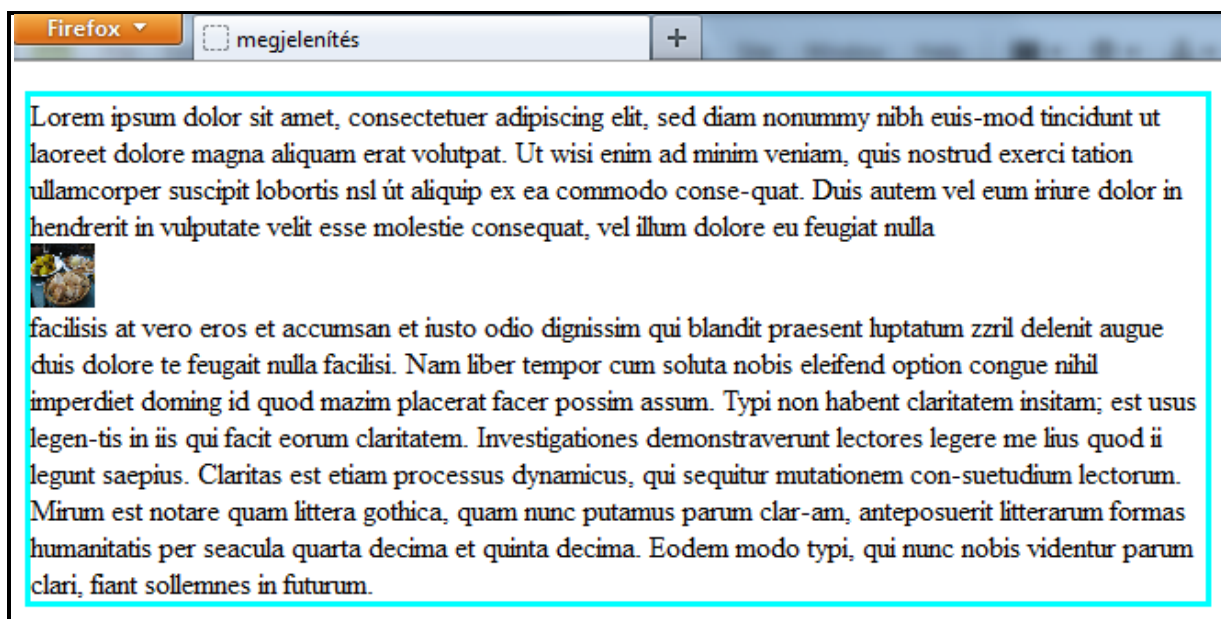 Firefox
megjelenítés
Lorem ipsum dolor sit amet, consectetuer adipiscing elit, sed diam nonummy nibh euis-mod tincidunt ut
laoreet dolore magna aliquam erat volutpat. Ut wisi enim ad minim veniam, quis nostrud exerci tation
ullamcorper suscipit lobortis nsl út aliquip ex ea commodo conse-quat. Duis autem vel eum iriure dolor in
hendrerit in vulputate velit esse molestie consequat, vel illum dolore eu feugiat nulla
facilisis at vero eros et accumsan et iusto odio dignissim qui blandit praesent luptatum zzril delenit augue
duis dolore te feugait nulla facilisi. Nam liber tempor cum soluta nobis eleifend option congue nihil
imperdiet doming id quod mazim placerat facer possim assum. Typi non habent claritatem insitam; est usus
legen-tis in iis qui facit eorum claritatem. Investigationes demonstraverunt lectores legere me lius quod ii
legunt saepius. Claritas est etiam processus dynamicus, qui sequitur mutationem con-suetudium lectorum.
Mirum est notare quam littera gothica, quam nunc putamus parum clar-am, anteposuerit litterarum formas
humanitatis per seacula quarta decima et quinta decima. Eodem modo typi, qui nunc nobis videntur parum
clari, fiant sollemnes in futurum.